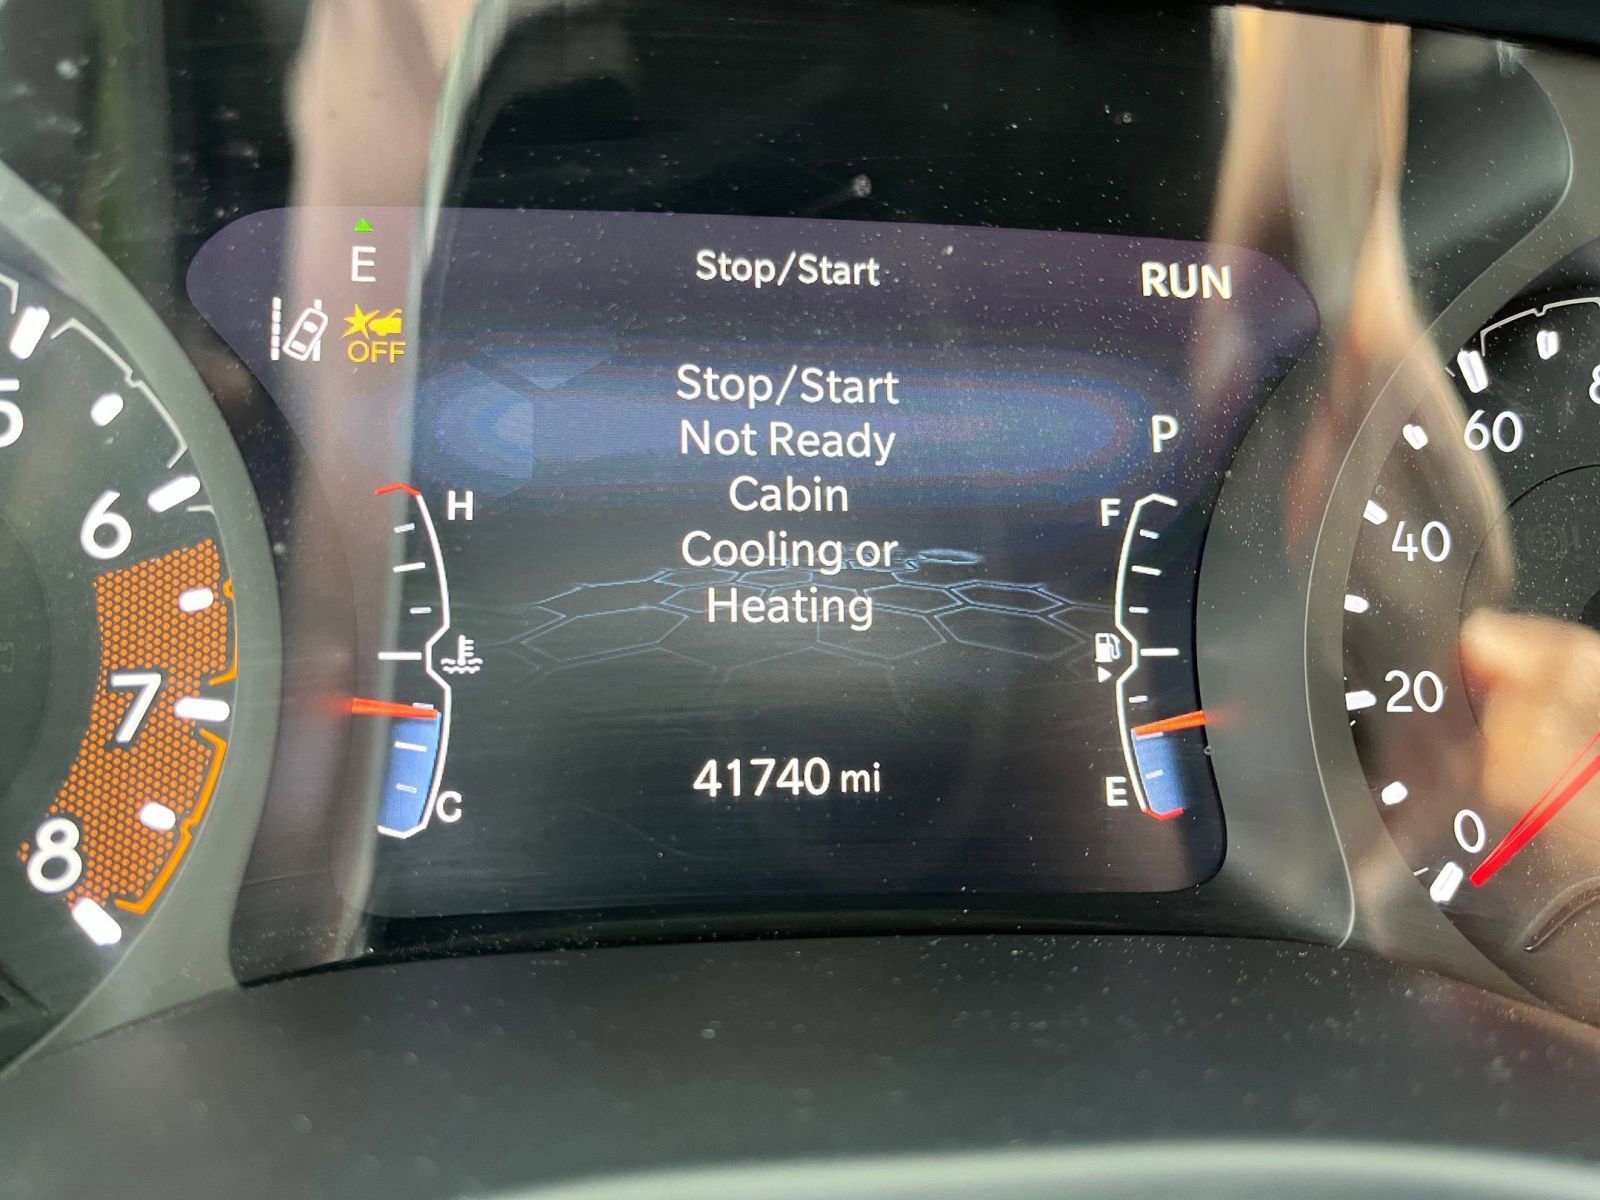 E
Stop/Start
RUN
OFF
Stop/Start
Not Ready
Cabin
Cooling or
Heating
P
H
C
F
E
41740 mi
5
6
7
8
60
40
20
0